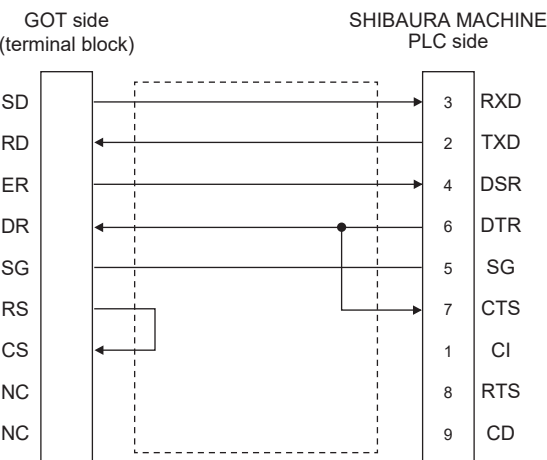 GOT side
(terminal block)
SHIBAURA MACHINE
PLC side
SD 3 RXD
RD 2 TXD
ER 4 DSR
DR 6 DTR
SG 5 SG
RS 7 CTS
CS 1 CI
NC 8 RTS
NC 9 CD